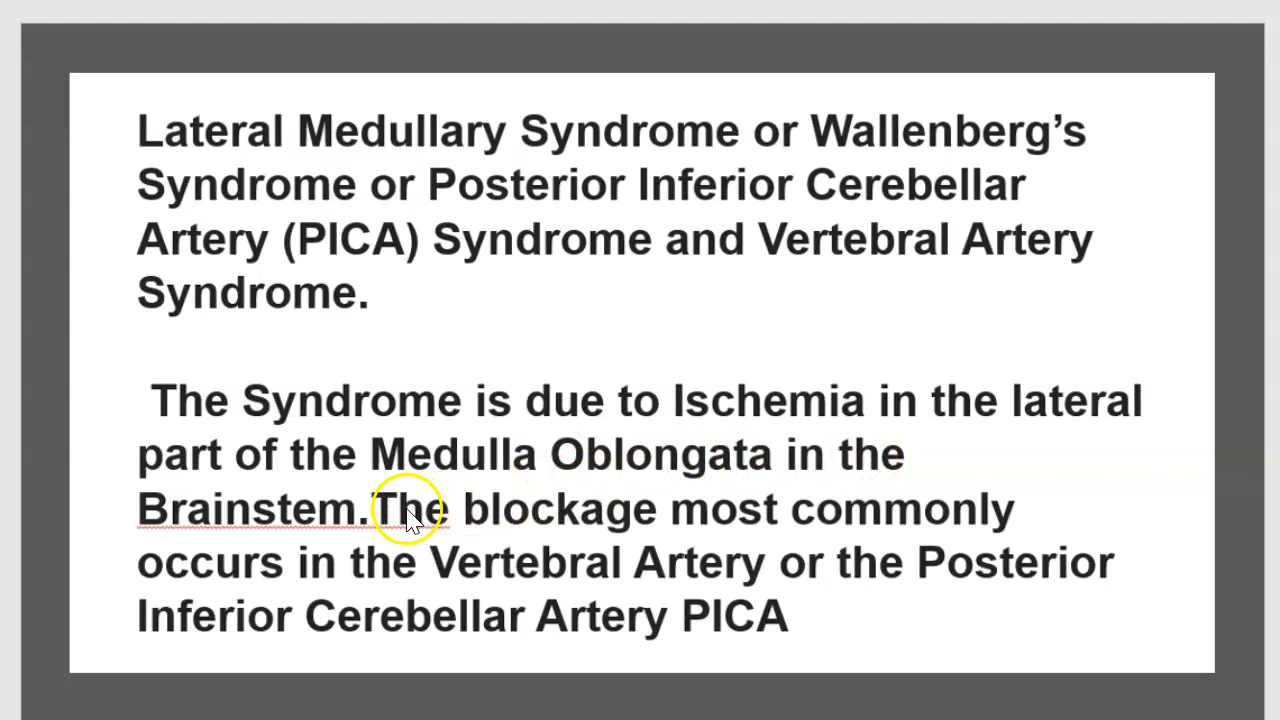 Lateral Medullary Syndrome or Wallenberg’s
Syndrome or Posterior Inferior Cerebellar
Artery (PICA) Syndrome and Vertebral Artery
Syndrome.
The Syndrome is due to Ischemia in the lateral
part of the Medulla Oblongata in the
Brainstem.The blockage most commonly
occurs in the Vertebral Artery or the Posterior
Inferior Cerebellar Artery PICA